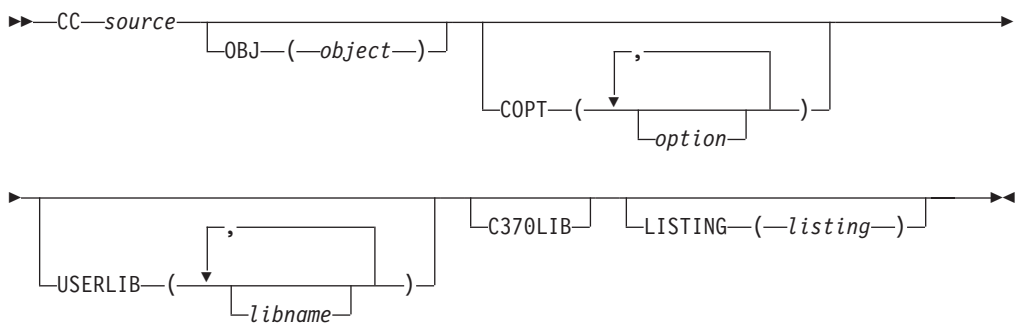 CC source
OBJ ( object )
,
COPT ( option )
,
USERLIB ( libname )
C370LIB
LISTING ( listing )